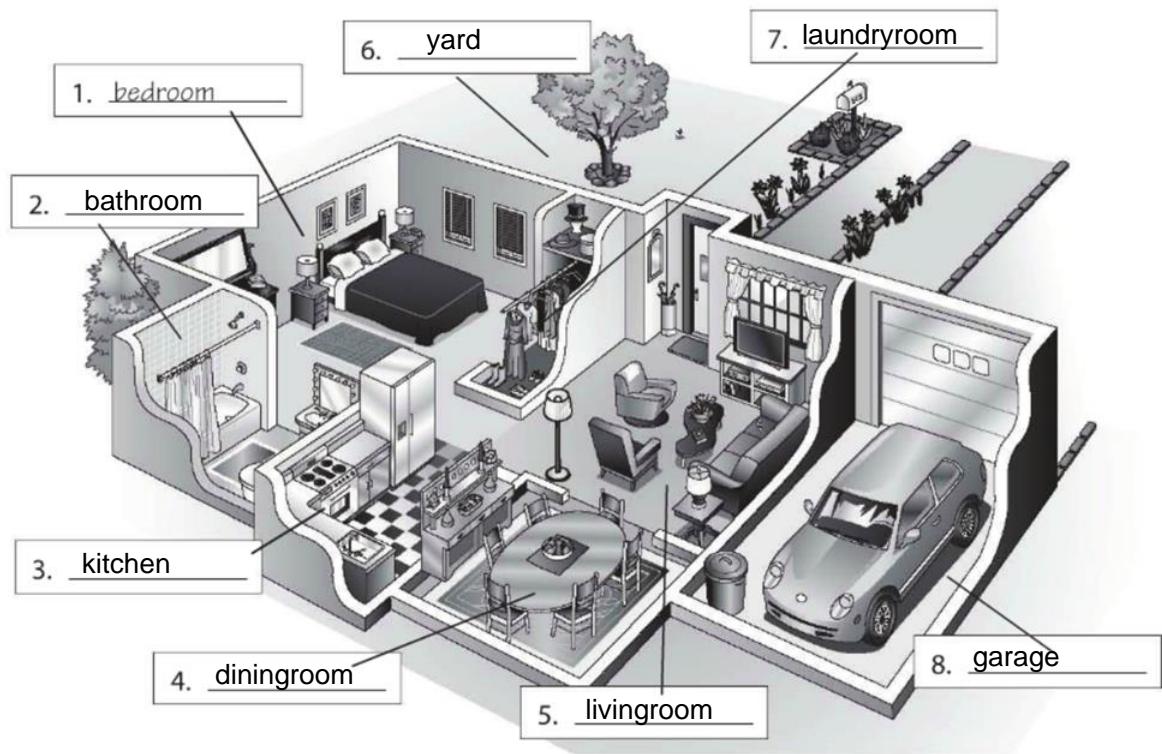 1. bedroom
2. bathroom
3. kitchen
4. diningroom
5. livingroom
6. yard
7. laundryroom
8. garage